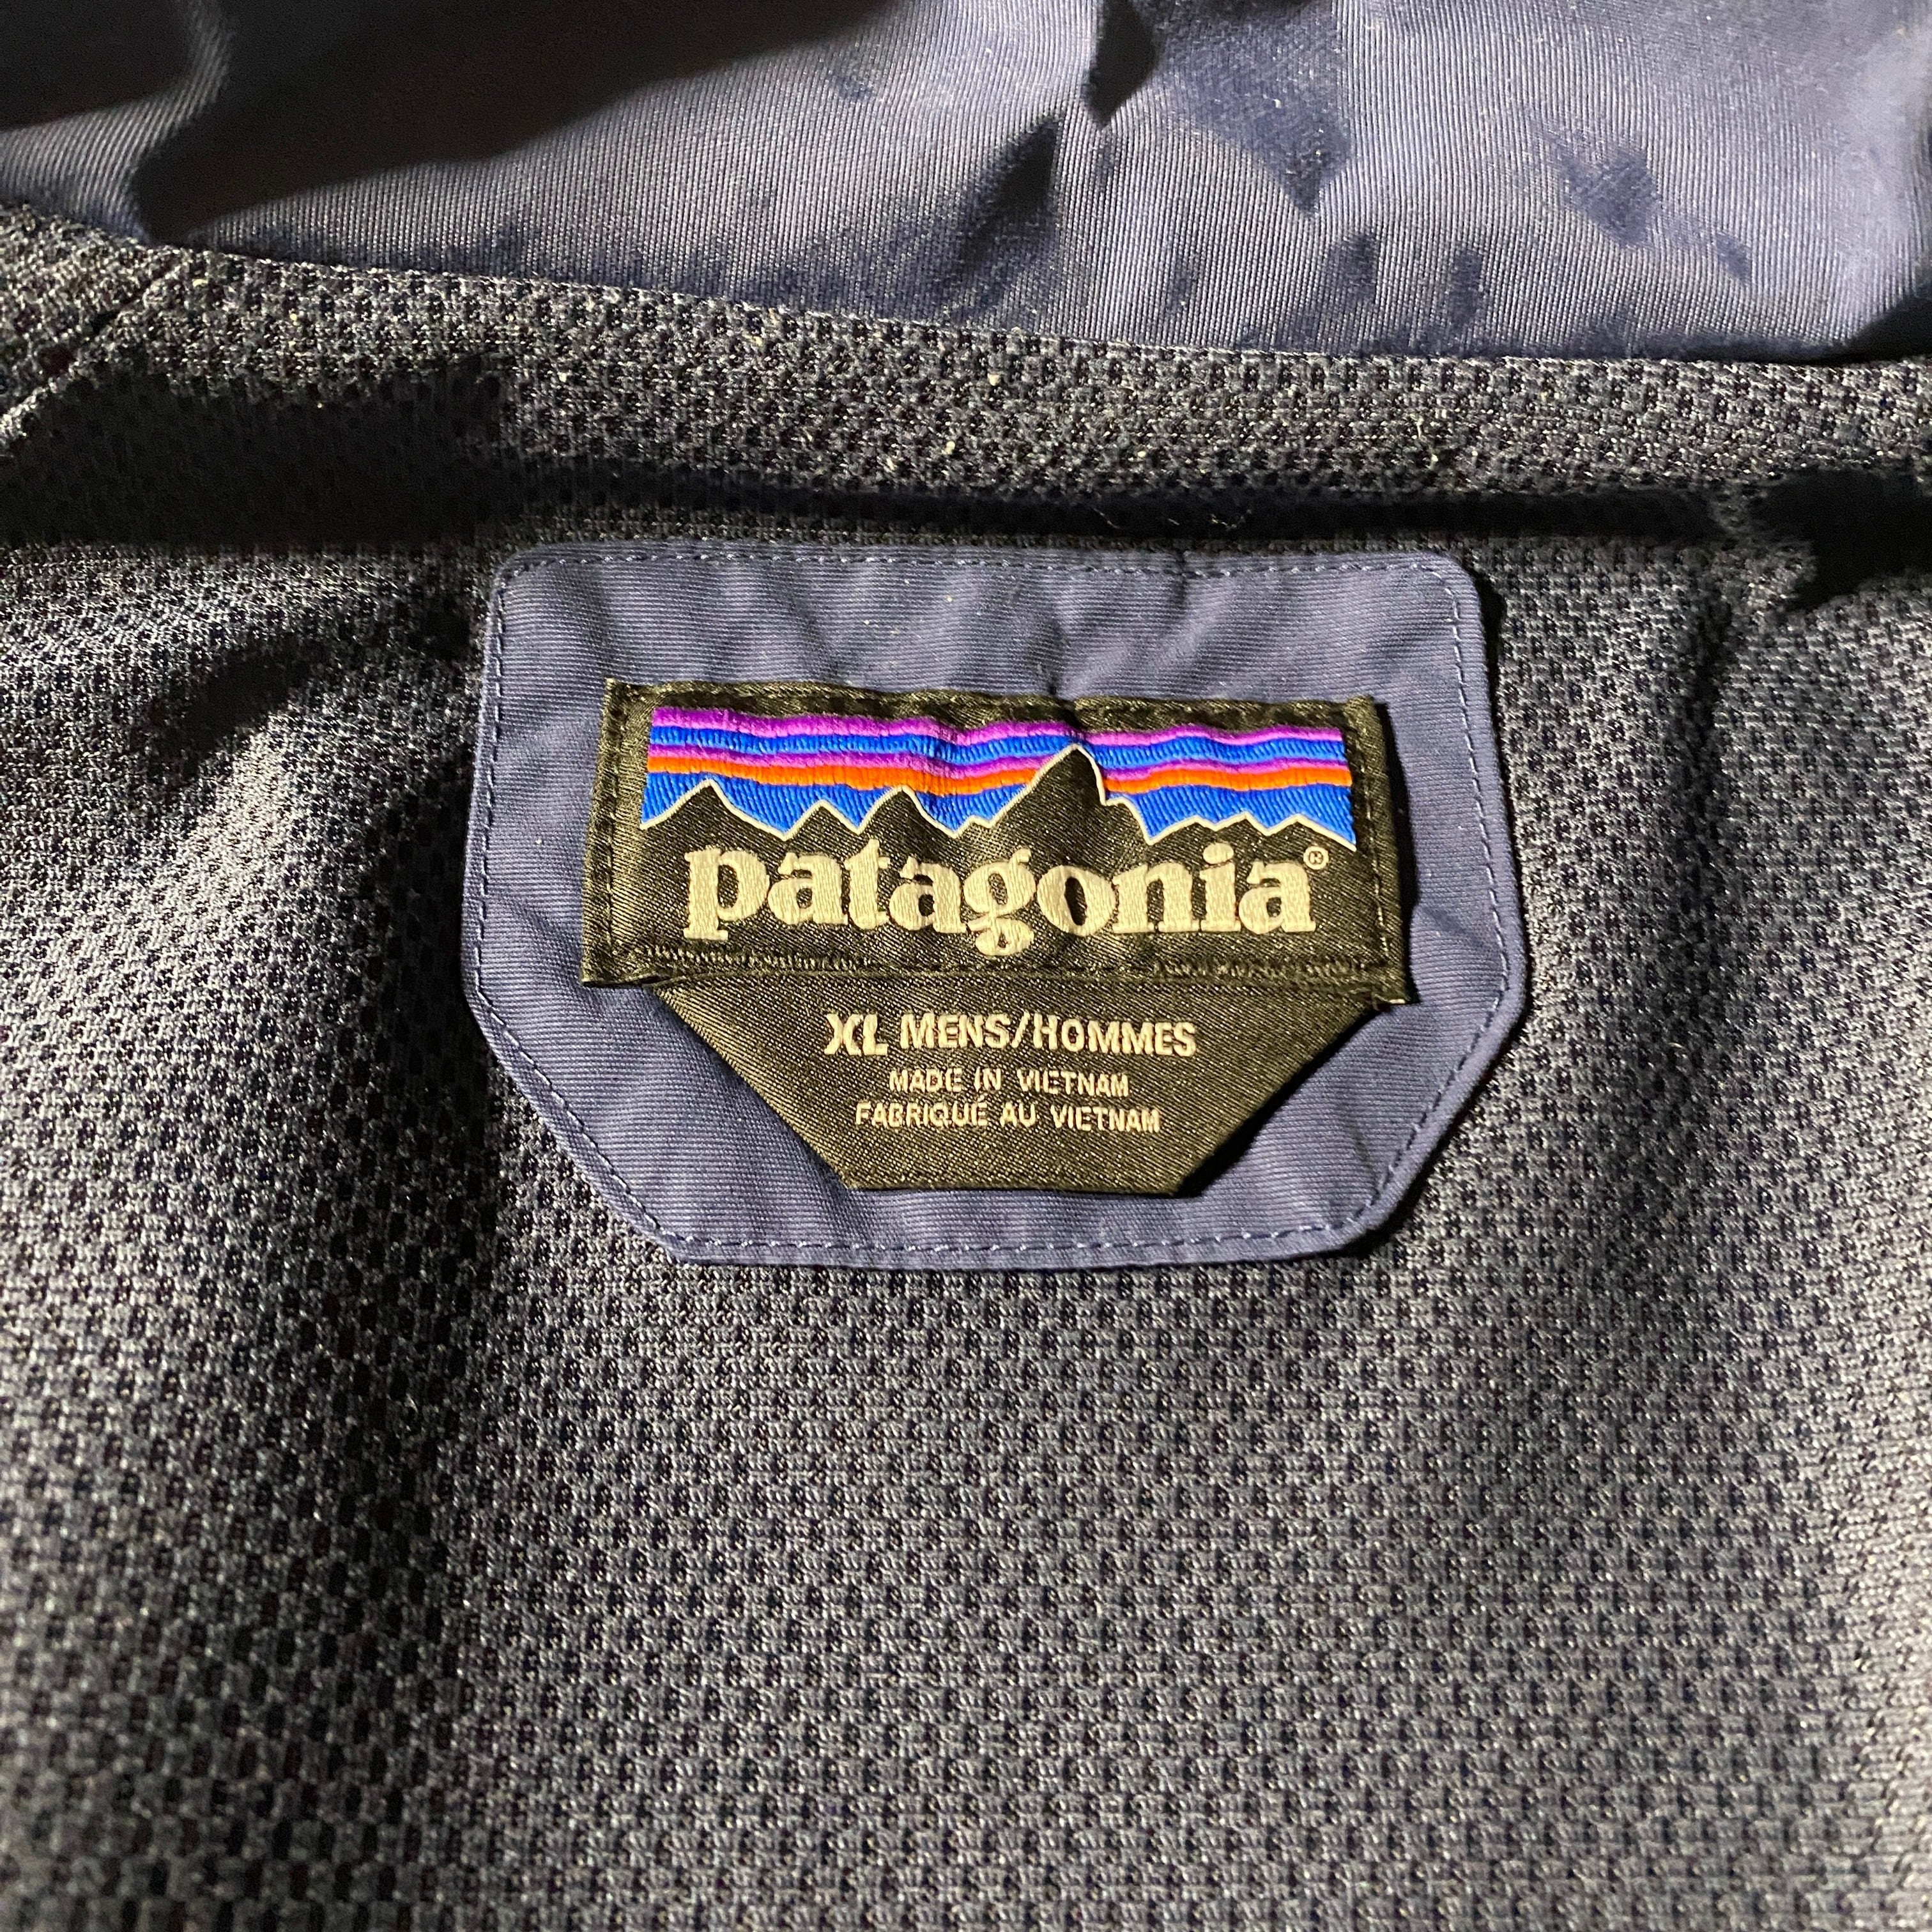 patagonia®
XL MENS/HOMMES
MADE IN VIETNAM
FABRIQUÉ AU VIETNAM